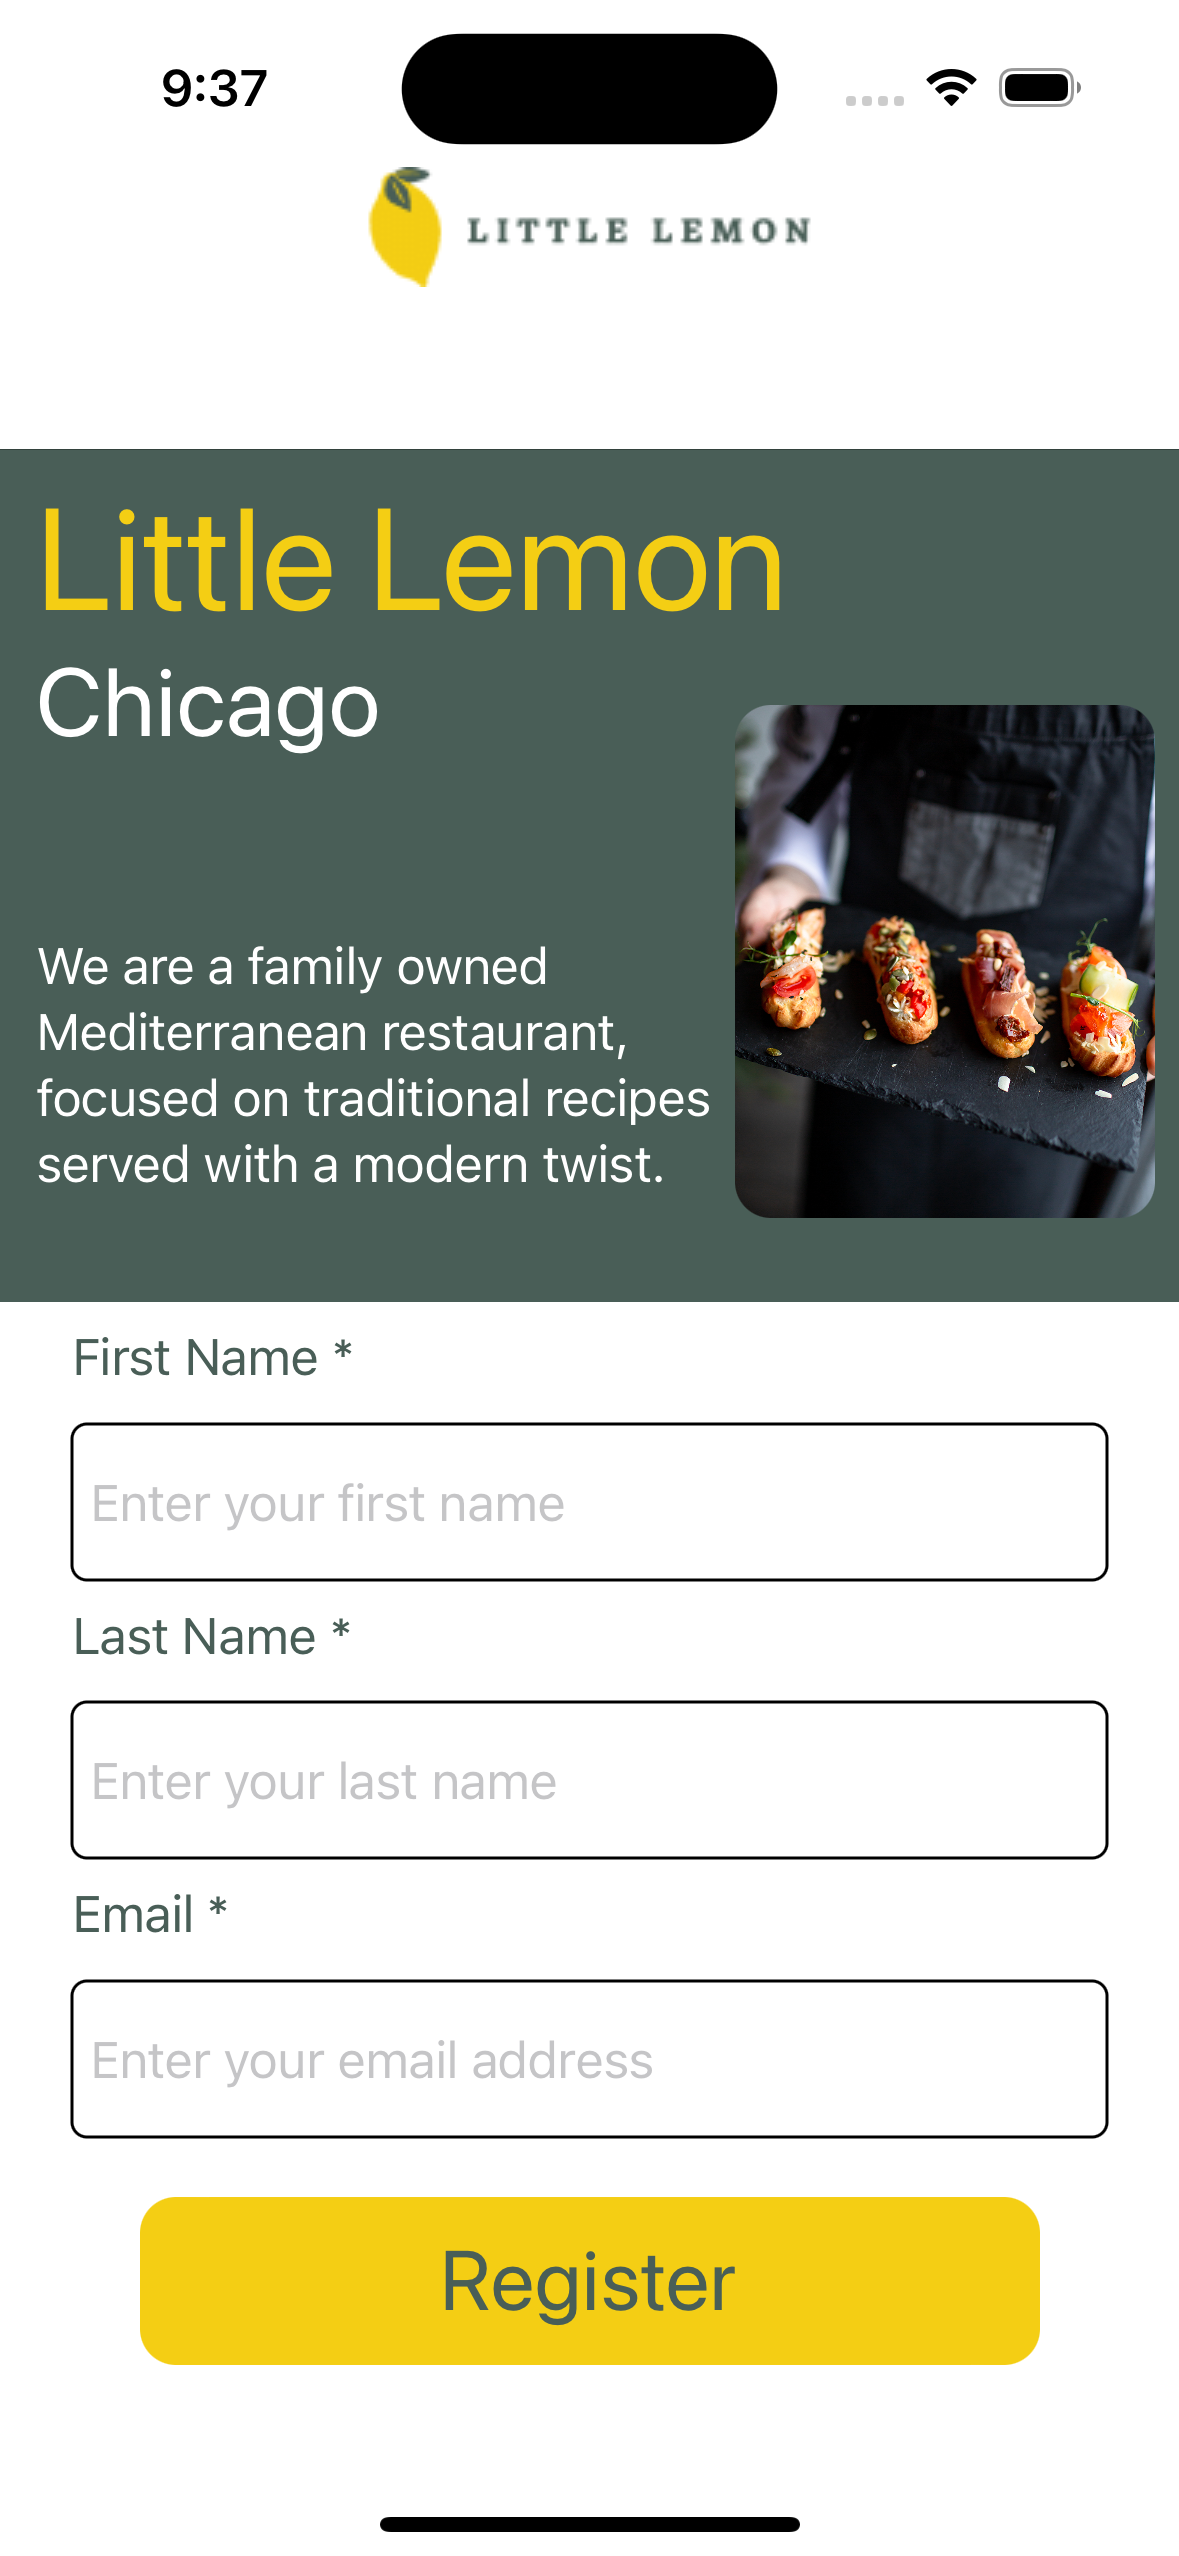 9:37
LITTLE LEMON
Little Lemon
Chicago
We are a family owned
Mediterranean restaurant,
focused on traditional recipes
served with a modern twist.
First Name *
Enter your first name
Last Name *
Enter your last name
Email *
Enter your email address
Register